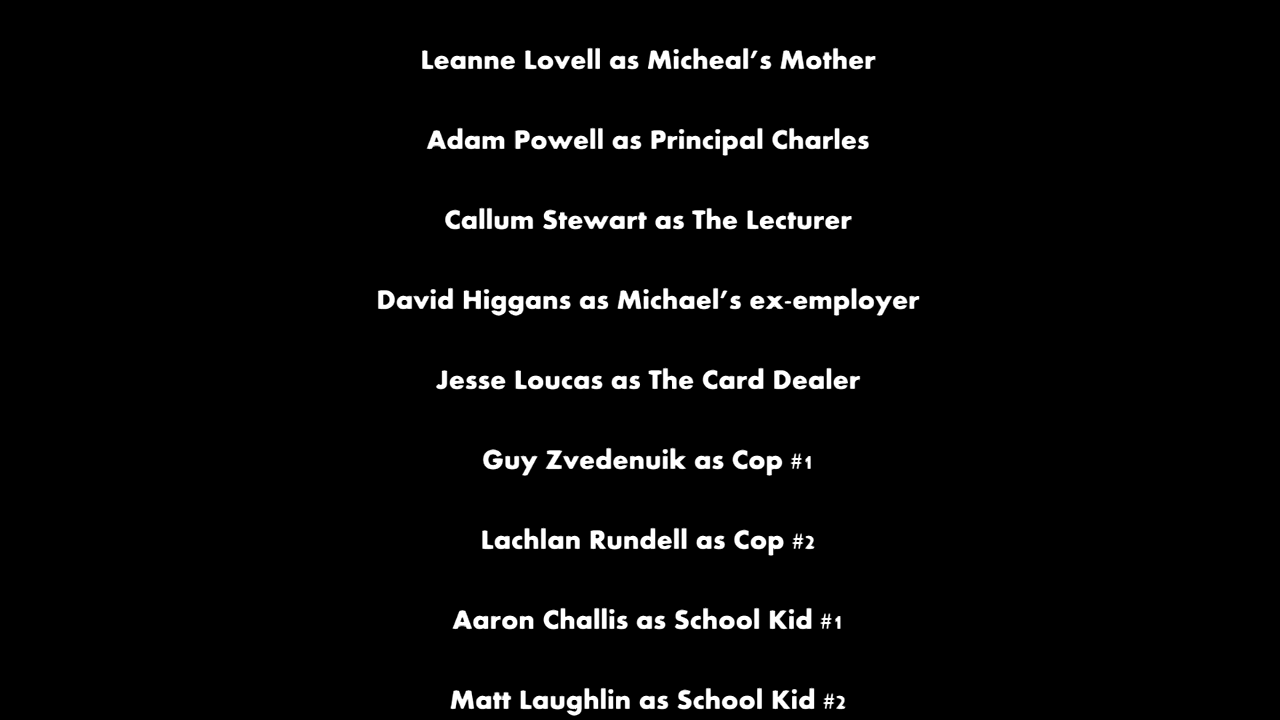 Leanne Lovell as Micheal’s Mother
Adam Powell as Principal Charles
Callum Stewart as The Lecturer
David Higgans as Michael’s ex-employer
Jesse Loucas as The Card Dealer
Guy Zvedenuik as Cop #1
Lachlan Rundell as Cop #2
Aaron Challis as School Kid #1
Matt Laughlin as School Kid #2